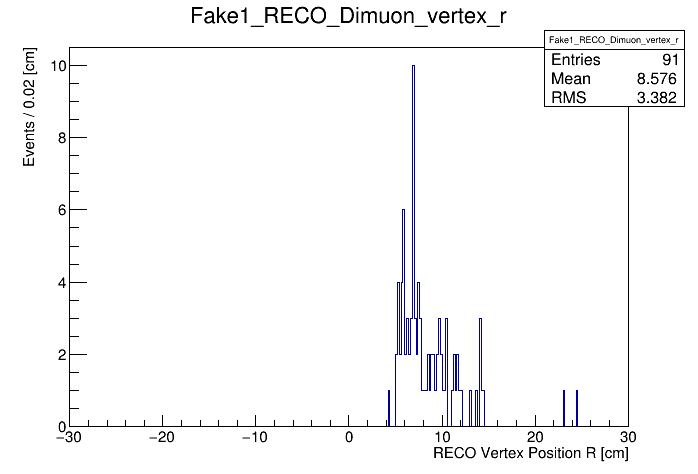 Fake1_RECO_Dimuon_vertex_r
Fake1_RECO_Dimuon_vertex_r
Entries 91
Mean 8.576
RMS 3.382
Events / 0.02 [cm]
10
8
6
4
2
0
−30 −20 −10 0 10 20 30
RECO Vertex Position R [cm]